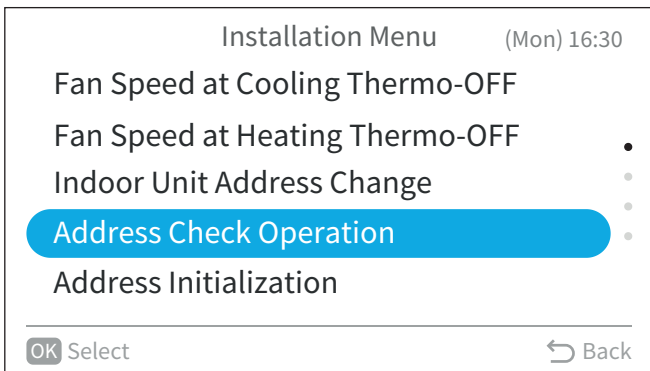 Installation Menu (Mon) 16:30
Fan Speed at Cooling Thermo-OFF
Fan Speed at Heating Thermo-OFF
Indoor Unit Address Change
Address Check Operation
Address Initialization
OK Select Back